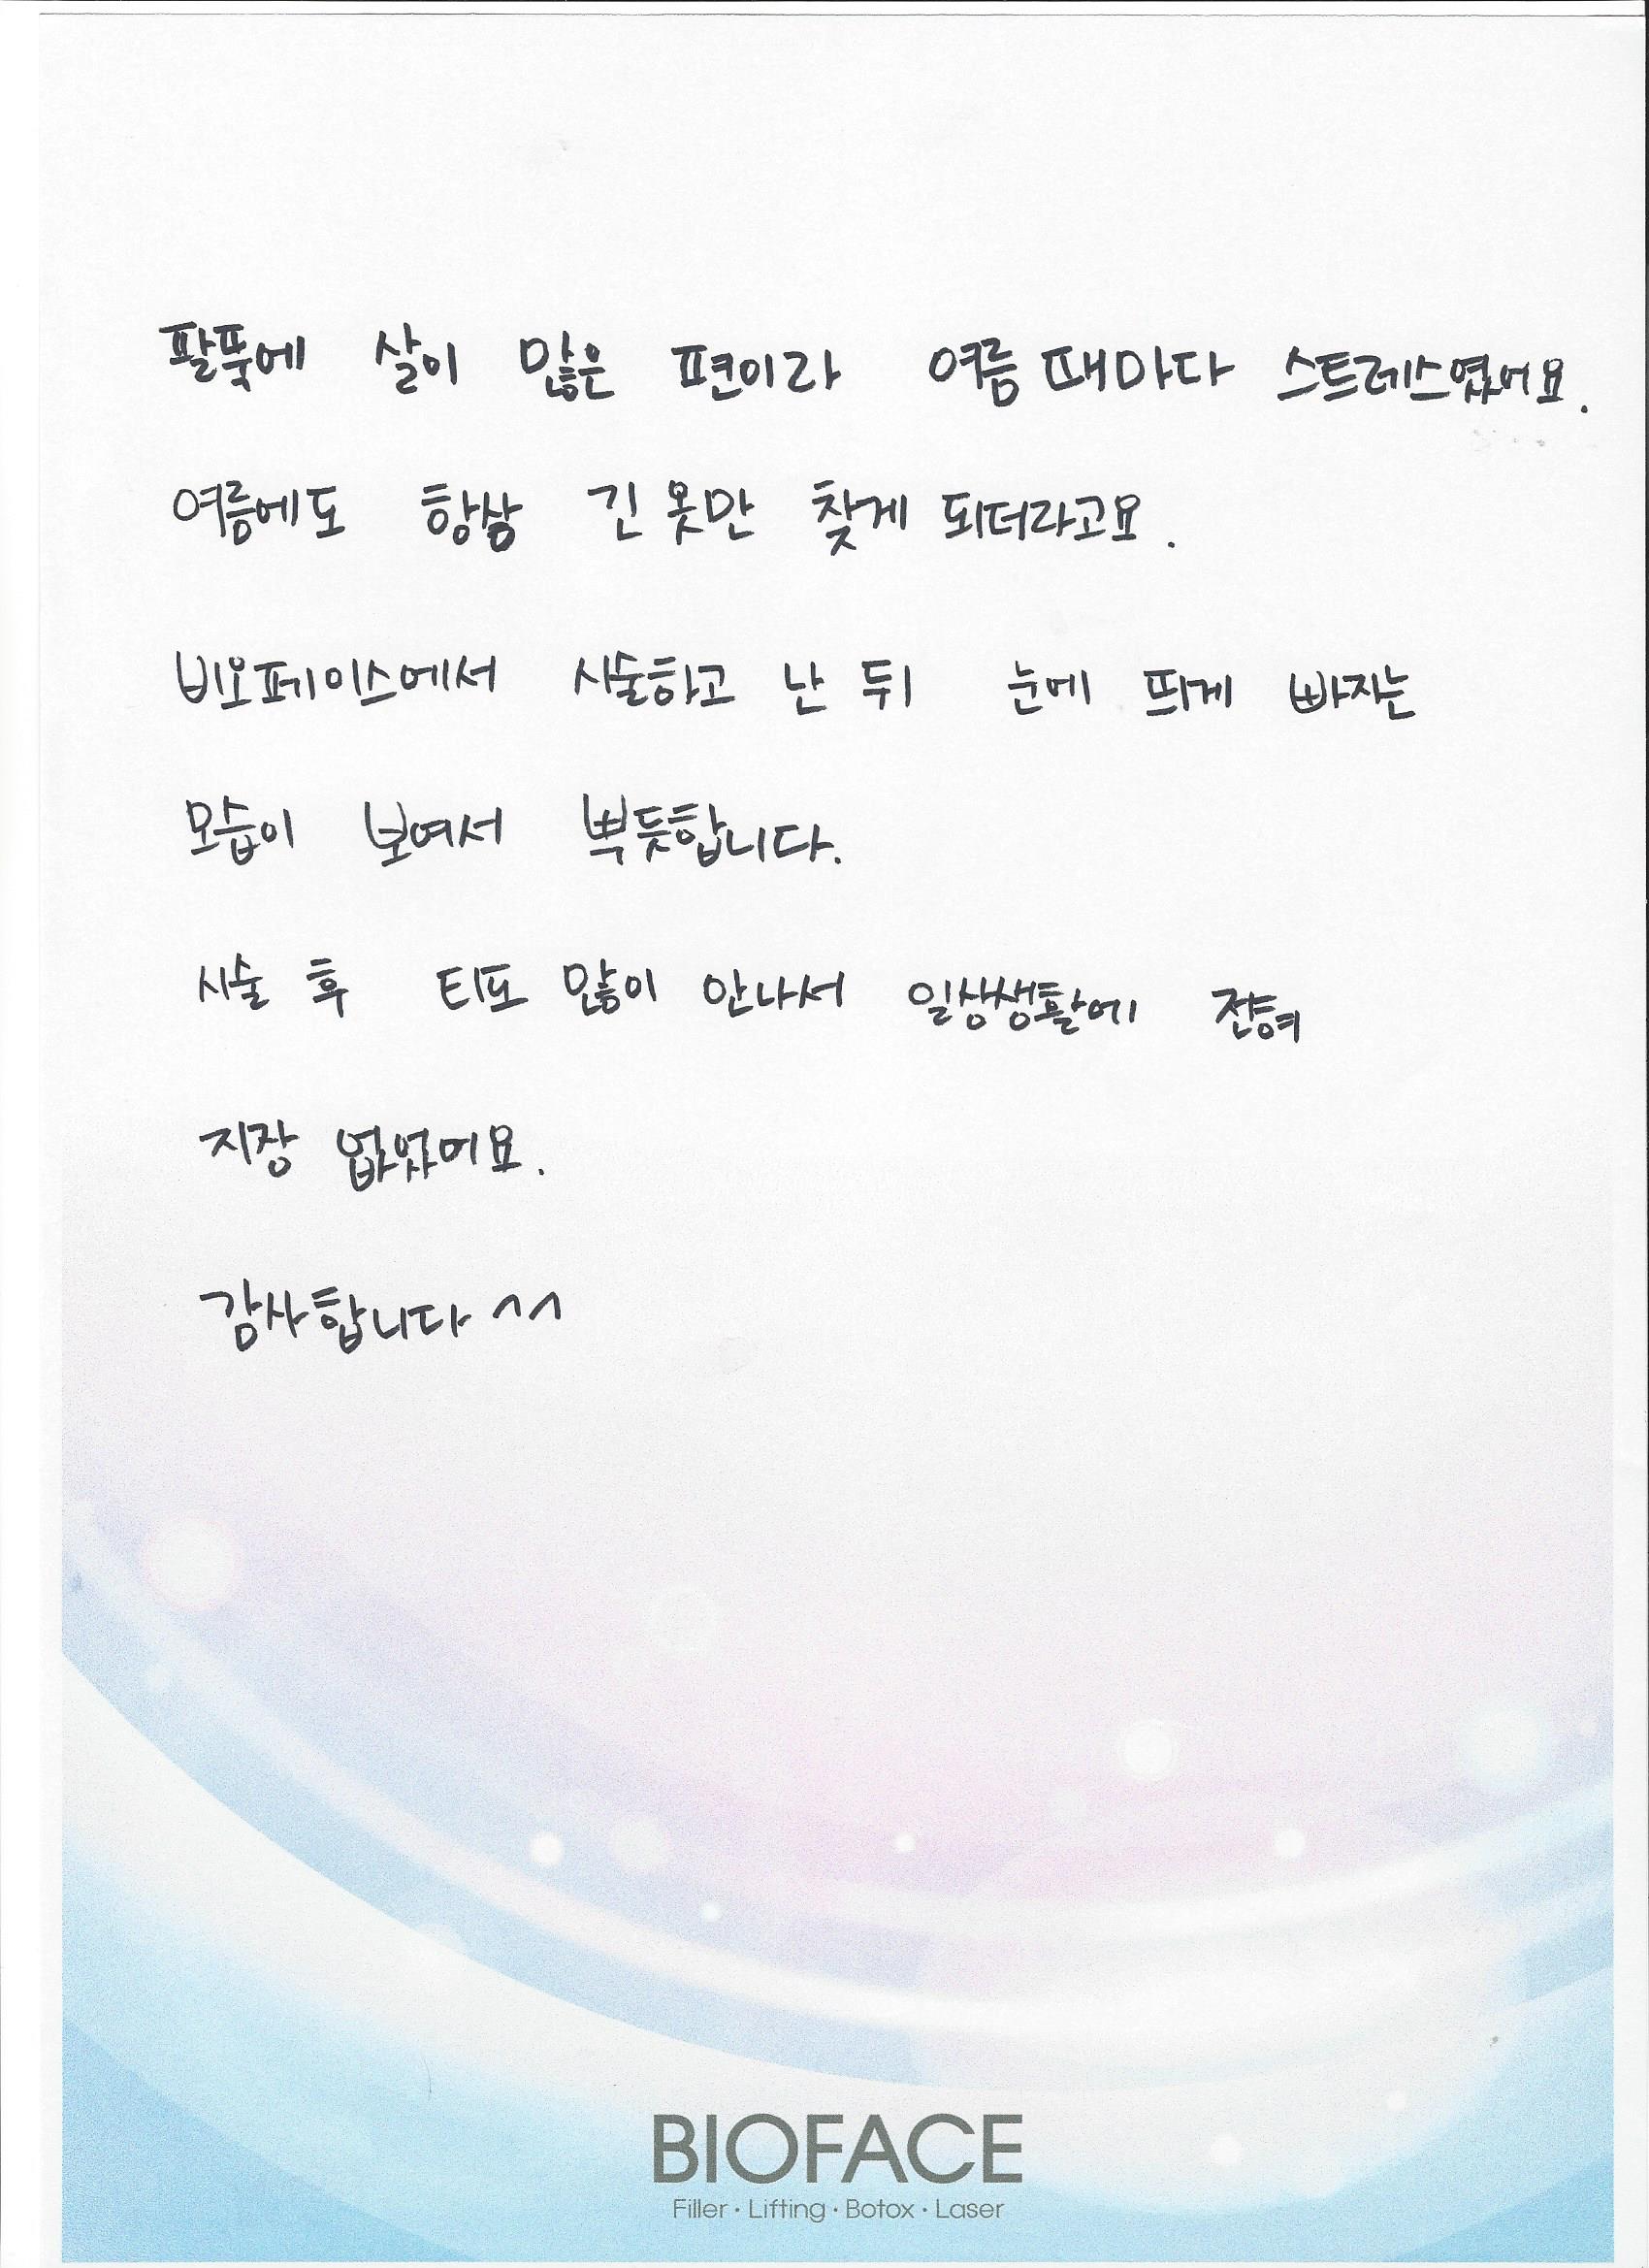 팔뚝에 살이 많은 편이라 여름 때마다 스트레스였어요.
여름에도 항상 긴 옷만 찾게 되더라고요.
비오페이스에서 시술하고 난 뒤 눈에 띄게 빠지는
모습이 보여서 뿌듯합니다.
시술 후 티도 많이 안나서 일상생활에 전혀
지장 없었어요.
감사합니다 ^^
BIOFACE
Filler · Lifting · Botox · Laser